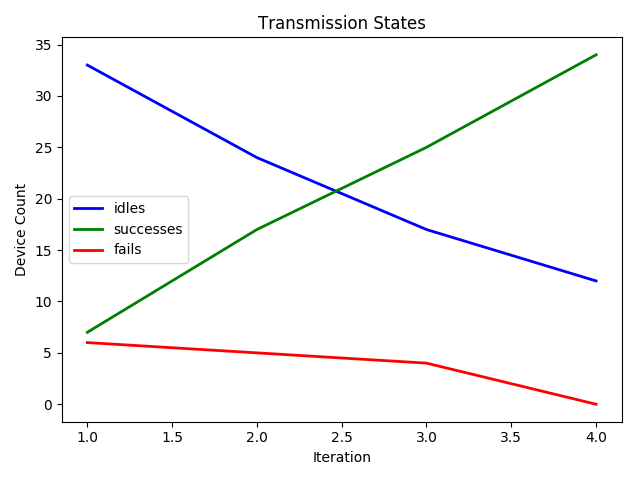 Transmission States
Device Count
35
30
25
20
15
10
5
0
idles
successes
fails
1.0 1.5 2.0 2.5 3.0 3.5 4.0
Iteration